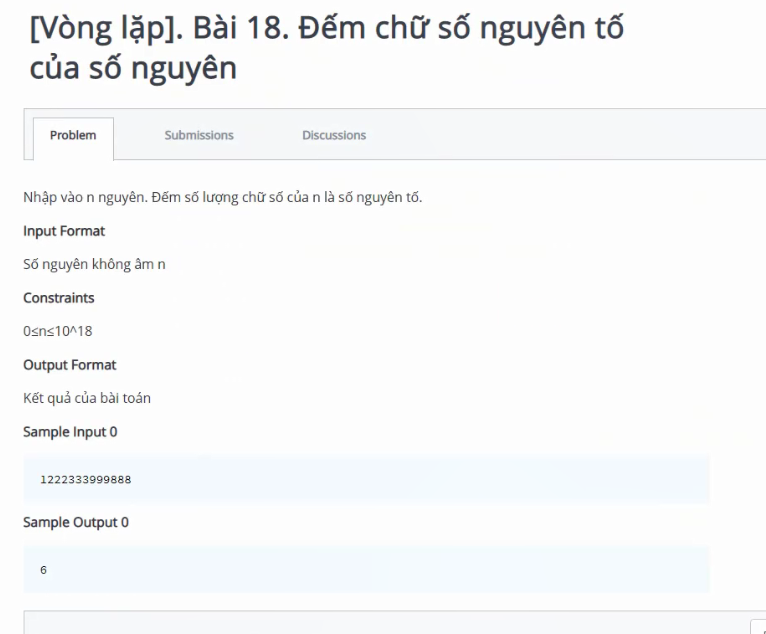 [Vòng lặp]. Bài 18. Đếm chữ số nguyên tố
của số nguyên
Problem Submissions Discussions
Nhập vào n nguyên. Đếm số lượng chữ số của n là số nguyên tố.
Input Format
Số nguyên không âm n
Constraints
0≤n≤10^18
Output Format
Kết quả của bài toán
Sample Input 0
1222333999888
Sample Output 0
6